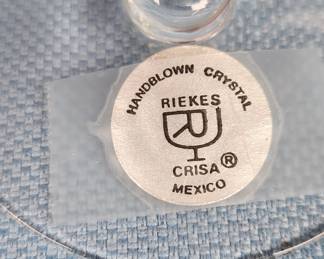 HANDBLOWN CRYSTAL
RIEKES
R
CRISA®
MEXICO